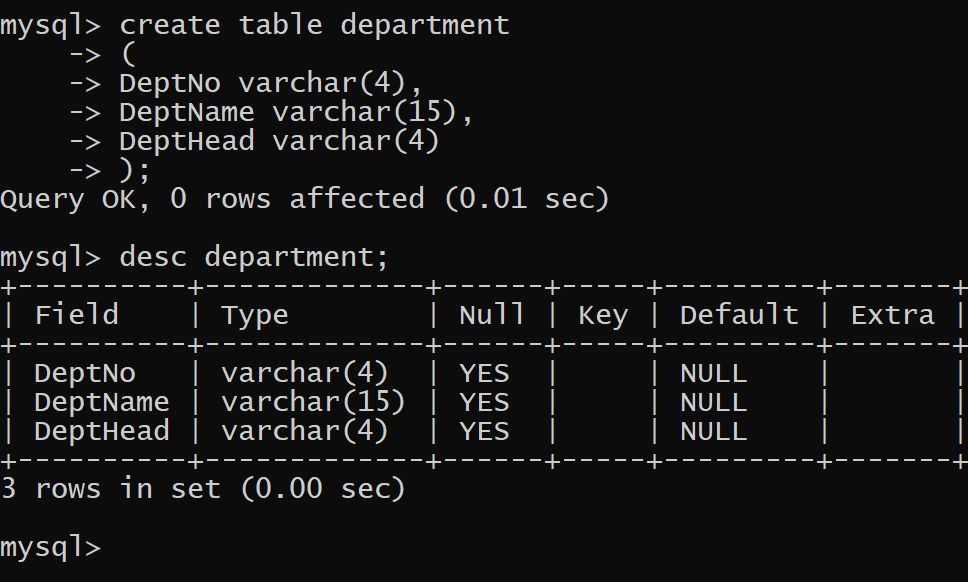 mysql> create table department
    -> (
    -> DeptNo varchar(4),
    -> DeptName varchar(15),
    -> DeptHead varchar(4)
    -> );
Query OK, 0 rows affected (0.01 sec)

mysql> desc department;
+----------+-------------+------+-----+---------+-------+
| Field    | Type        | Null | Key | Default | Extra |
+----------+-------------+------+-----+---------+-------+
| DeptNo   | varchar(4)  | YES  |     | NULL    |       |
| DeptName | varchar(15) | YES  |     | NULL    |       |
| DeptHead | varchar(4)  | YES  |     | NULL    |       |
+----------+-------------+------+-----+---------+-------+
3 rows in set (0.00 sec)

mysql>